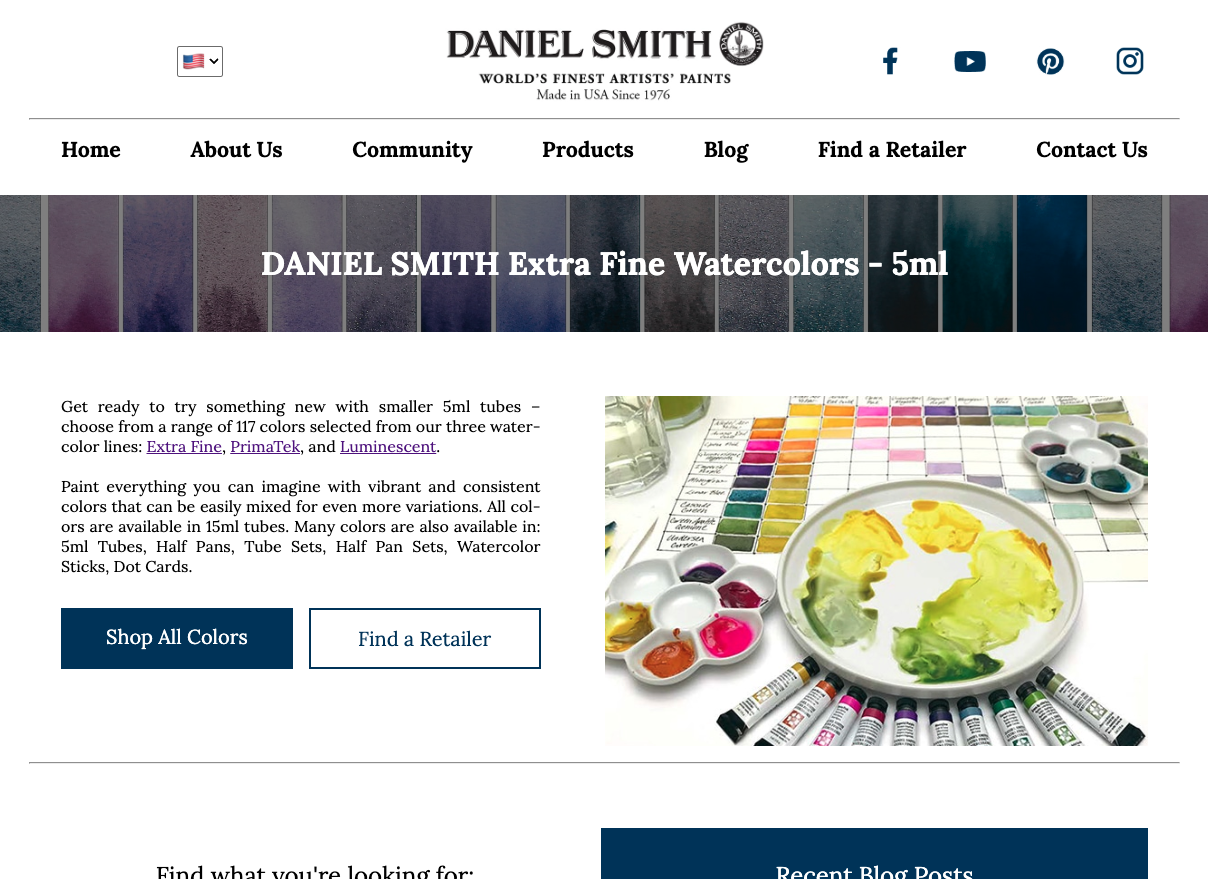 DANIEL SMITH
WORLD'S FINEST ARTISTS' PAINTS
Made in USA Since 1976
Home About Us Community Products Blog Find a Retailer Contact Us
DANIEL SMITH Extra Fine Watercolors - 5ml
Get ready to try something new with smaller 5ml tubes –
choose from a range of 117 colors selected from our three water-
color lines: Extra Fine, PrimaTek, and Luminescent.
Paint everything you can imagine with vibrant and consistent
colors that can be easily mixed for even more variations. All col-
ors are available in 15ml tubes. Many colors are also available in:
5ml Tubes, Half Pans, Tube Sets, Half Pan Sets, Watercolor
Sticks, Dot Cards.
Shop All Colors Find a Retailer
Find what you're looking for:
Recent Blog Posts